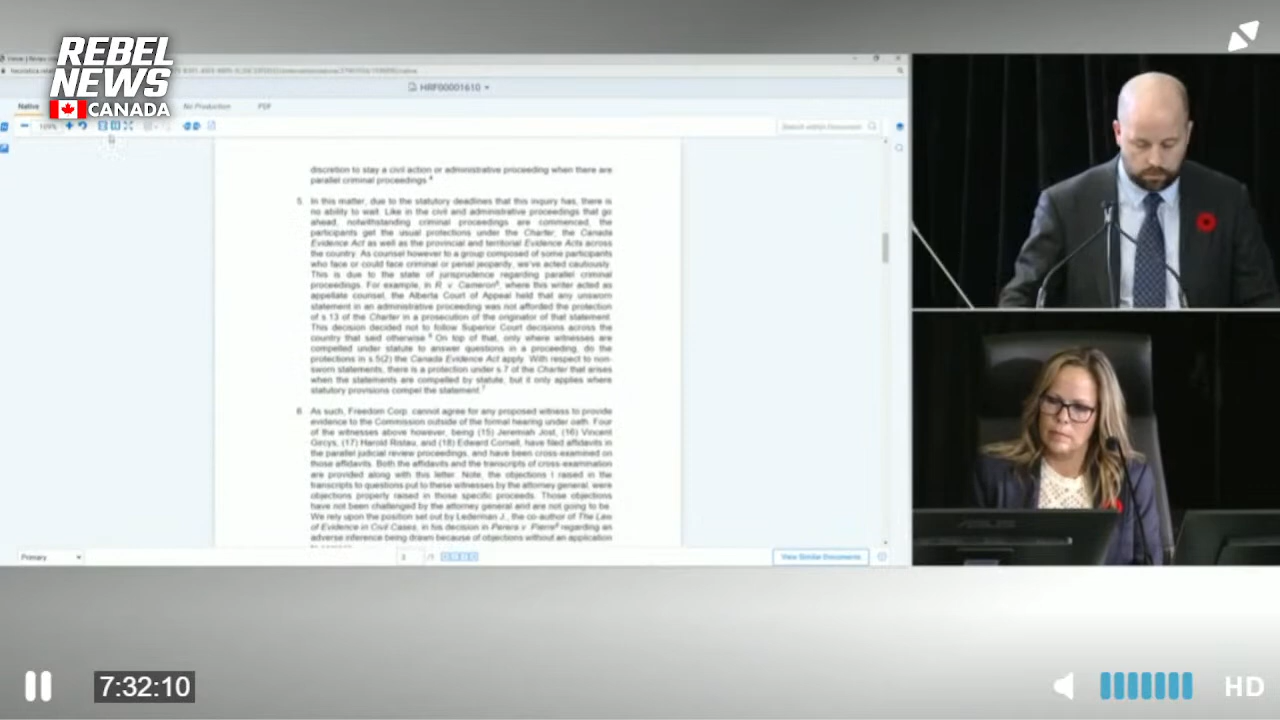 REBEL
NEWS
CANADA
HRF00001610
Native
No Production
PDF
109%
Search within Document
discretion to stay a civil action or administrative proceeding when there are
parallel criminal proceedings 4
5. In this matter, due to the statutory deadlines that this inquiry has, there is
no ability to wait. Like in the civil and administrative proceedings that go
ahead, notwithstanding criminal proceedings are commenced, the
participants get the usual protections under the Charter, the Canada
Evidence Act as well as the provincial and territorial Evidence Acts across
the country. As counsel however to a group composed of some participants
who face or could face criminal or penal jeopardy, we've acted cautiously.
This is due to the state of jurisprudence regarding parallel criminal
proceedings. For example, in R. v. Cameron, where this writer acted as
appellate counsel, the Alberta Court of Appeal held that any unsworn
statement in an administrative proceeding was not afforded the protection
of s.13 of the Charter in a prosecution of the originator of that statement.
This decision decided not to follow Superior Court decisions across the
country that said otherwise. On top of that, only where witnesses are
compelled under statute to answer questions in a proceeding, do the
protections in s.5(2) the Canada Evidence Act apply. With respect to non-
sworn statements, there is a protection under s.7 of the Charter that arises
when the statements are compelled by statute, but it only applies where
statutory provisions compel the statement.7
6. As such, Freedom Corp. cannot agree for any proposed witness to provide
evidence to the Commission outside of the formal hearing under oath. Four
of the witnesses above however, being (15) Jeremiah Jost, (16) Vincent
Gircys, (17) Harold Ristau, and (18) Edward Cornell, have filed affidavits in
the parallel judicial review proceedings, and have been cross-examined on
those affidavits. Both the affidavits and the transcripts of cross-examination
are provided along with this letter. Note, the objections I raised in the
transcripts to questions put to these witnesses by the attorney general, were
objections properly raised in those specific proceeds. Those objections
have not been challenged by the attorney general and are not going to be.
We rely upon the position set out by Lederman J., the co-author of The Law
of Evidence in Civil Cases, in his decision in Perera v. Pierre regarding an
adverse inference being drawn because of objections without an application
Primary
View Similar Documents
7:32:10
HD